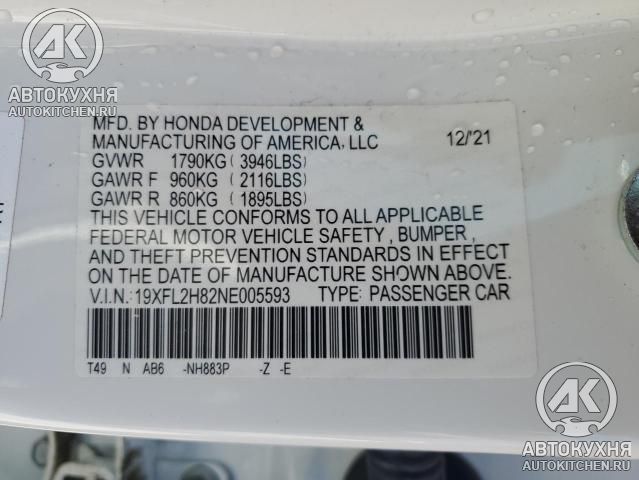 АВТОКУХНЯ
AUTOKITCHEN.RU
MFD. BY HONDA DEVELOPMENT &
MANUFACTURING OF AMERICA, LLC 12/'21
GVWR 1790KG (3946LBS)
GAWR F 960KG (2116LBS)
GAWR R 860KG (1895LBS)
THIS VEHICLE CONFORMS TO ALL APPLICABLE
FEDERAL MOTOR VEHICLE SAFETY, BUMPER,
AND THEFT PREVENTION STANDARDS IN EFFECT
ON THE DATE OF MANUFACTURE SHOWN ABOVE.
V.I.N.: 19XFL2H82NE005593 TYPE: PASSENGER CAR
T49 N AB6 -NH883P -Z -E
AK
АВТОКУХНЯ
AUTOKITCHEN.RU